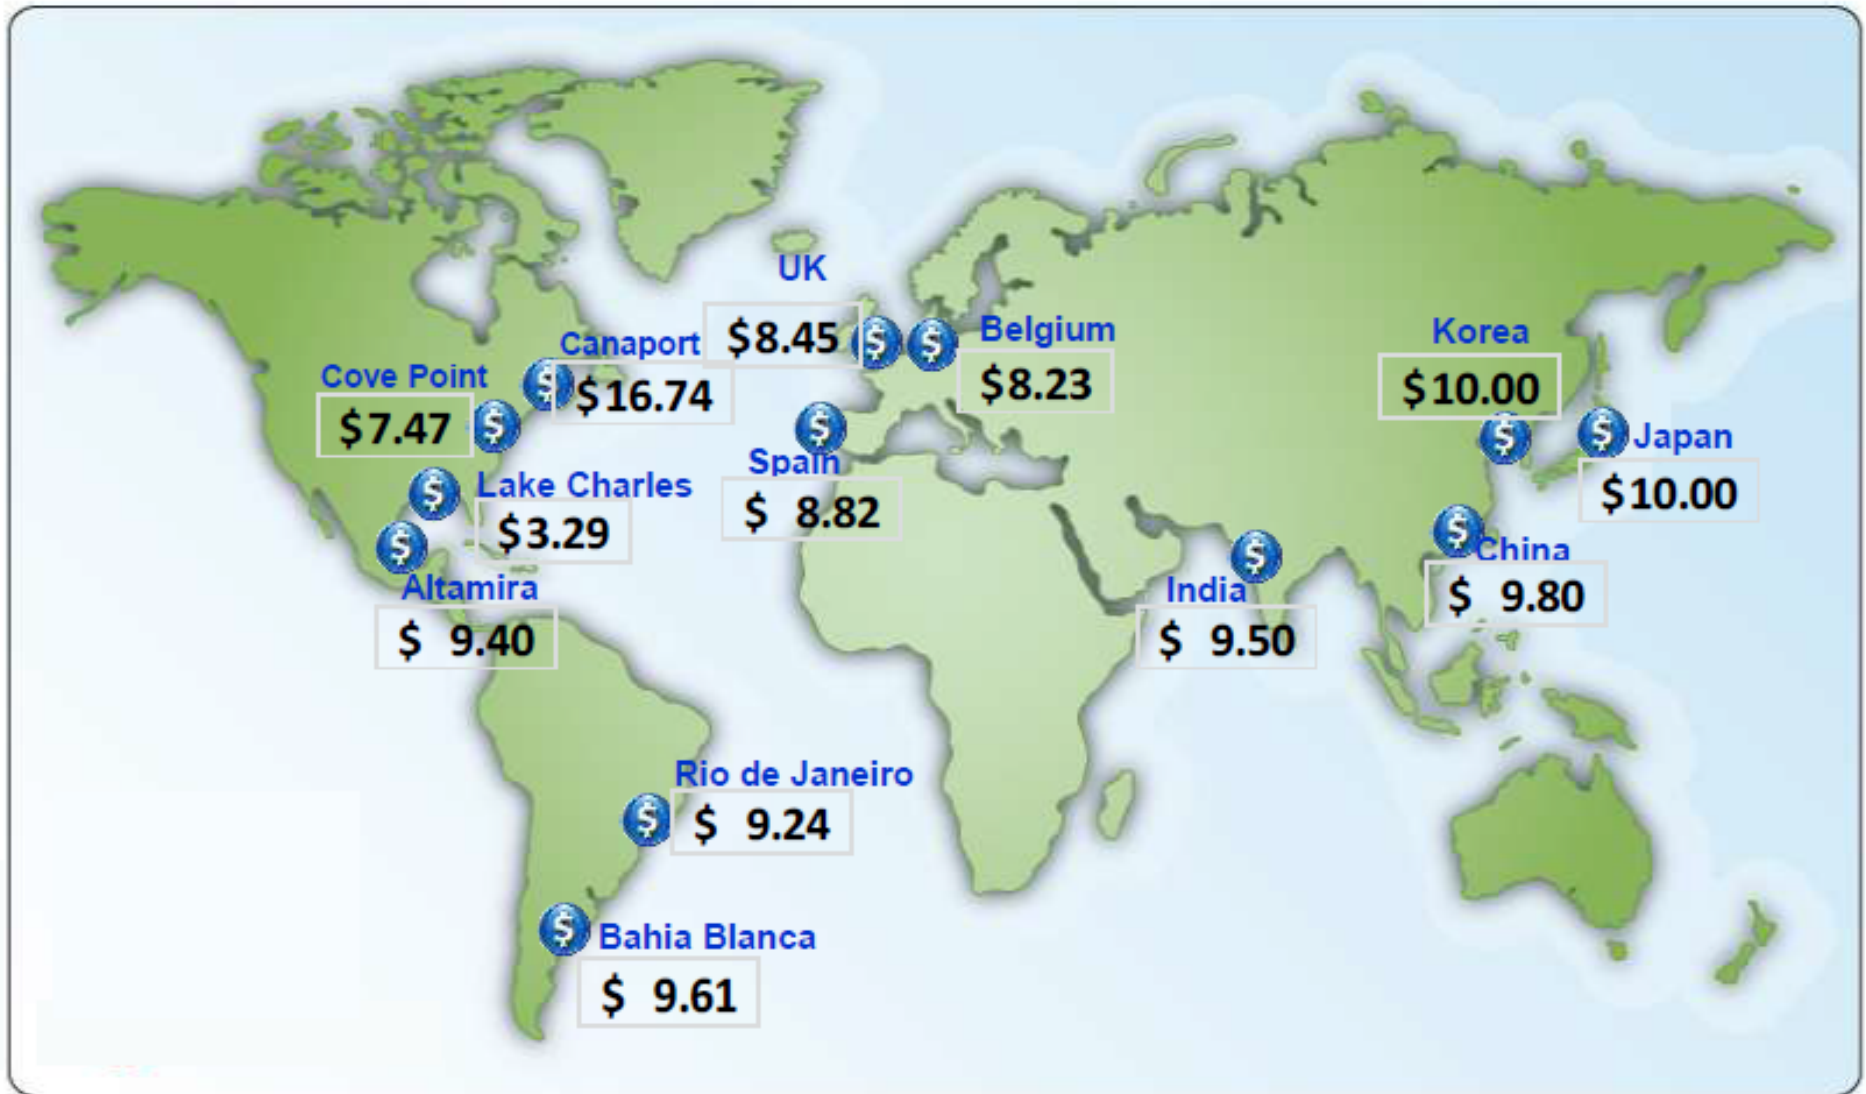 UK
$8.45
Belgium
$8.23
Korea
$10.00
Canaport
$16.74
Cove Point
$7.47
Japan
$10.00
Spain
$ 8.82
Lake Charles
$3.29
China
$ 9.80
Altamira
$ 9.40
India
$ 9.50
Rio de Janeiro
$ 9.24
Bahia Blanca
$ 9.61